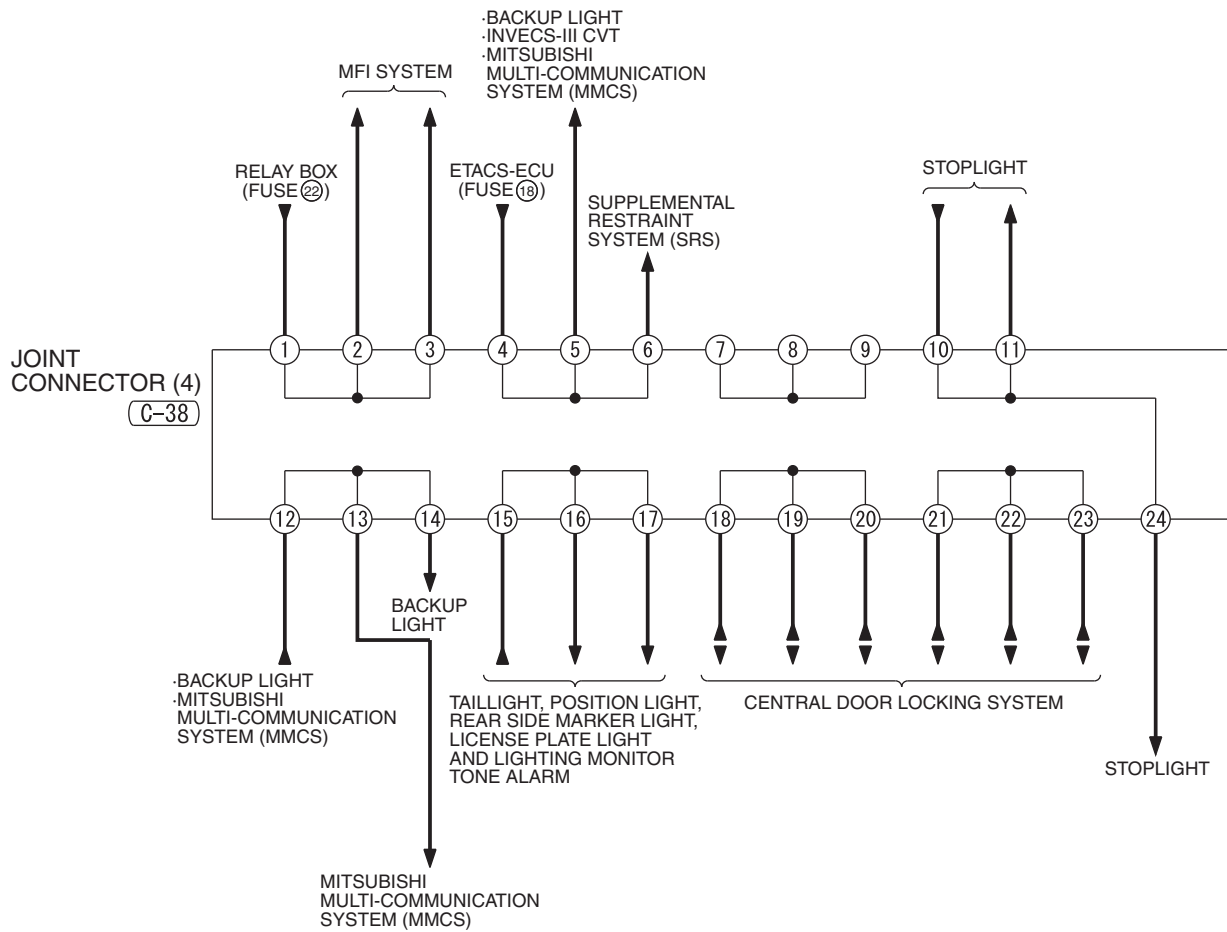 ·BACKUP LIGHT
·INVECS-III CVT
·MITSUBISHI
MULTI-COMMUNICATION
SYSTEM (MMCS)
MFI SYSTEM
RELAY BOX
(FUSE 22)
ETACS-ECU
(FUSE 18)
SUPPLEMENTAL
RESTRAINT
SYSTEM (SRS)
STOPLIGHT
1 2 3 4 5 6 7 8 9 10 11
JOINT
CONNECTOR (4)
C-38
12 13 14 15 16 17 18 19 20 21 22 23 24
BACKUP
LIGHT
·BACKUP LIGHT
·MITSUBISHI
MULTI-COMMUNICATION
SYSTEM (MMCS)
TAILLIGHT, POSITION LIGHT,
REAR SIDE MARKER LIGHT,
LICENSE PLATE LIGHT
AND LIGHTING MONITOR
TONE ALARM
CENTRAL DOOR LOCKING SYSTEM
STOPLIGHT
MITSUBISHI
MULTI-COMMUNICATION
SYSTEM (MMCS)